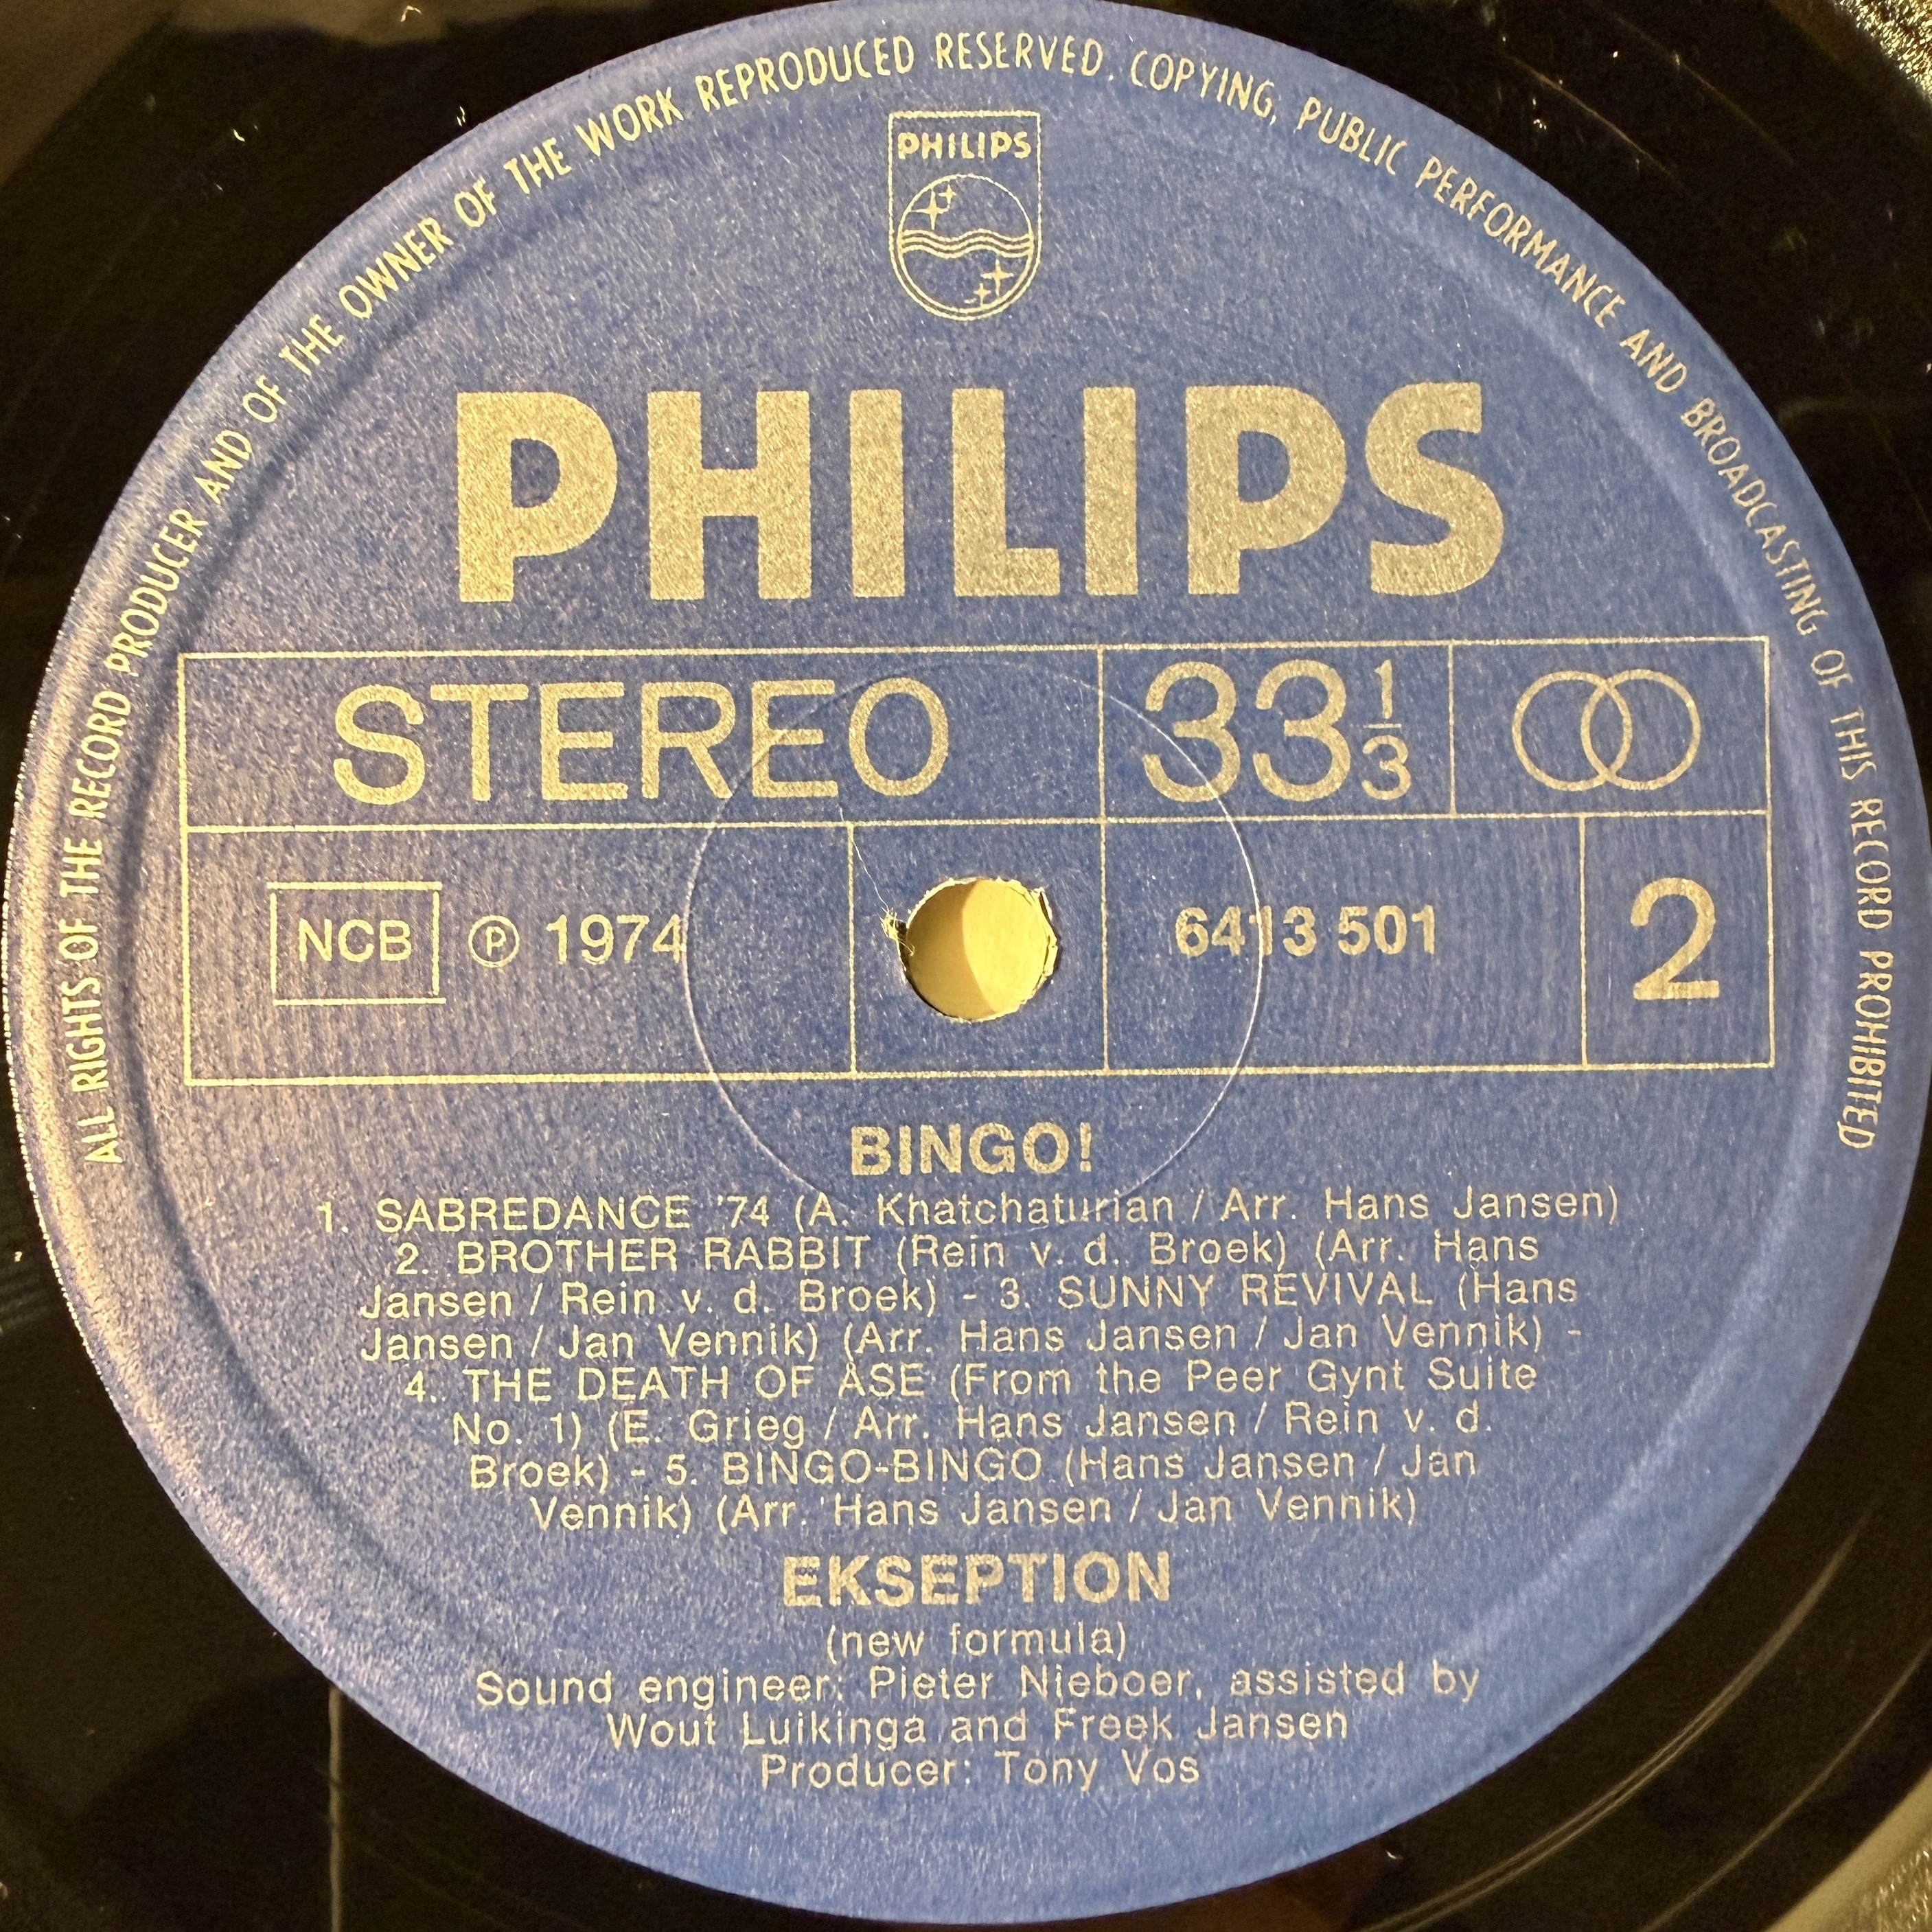 ALL RIGHTS OF THE RECORD PRODUCER AND OF THE OWNER OF THE WORK REPRODUCED RESERVED. COPYING, PUBLIC PERFORMANCE AND BROADCASTING OF THIS RECORD PROHIBITED
PHILIPS
PHILIPS
STEREO 33 1/3
NCB Ⓟ 1974 6413 501 2
BINGO!
1. SABREDANCE '74 (A. Khatchaturian / Arr. Hans Jansen)
2. BROTHER RABBIT (Rein v. d. Broek) (Arr. Hans
Jansen / Rein v. d. Broek) - 3. SUNNY REVIVAL (Hans
Jansen / Jan Vennik) (Arr. Hans Jansen / Jan Vennik) -
4. THE DEATH OF ÅSE (From the Peer Gynt Suite
No. 1) (E. Grieg / Arr. Hans Jansen / Rein v. d.
Broek) - 5. BINGO-BINGO (Hans Jansen / Jan
Vennik) (Arr. Hans Jansen / Jan Vennik)
EKSEPTION
(new formula)
Sound engineer: Pieter Nieboer, assisted by
Wout Luikinga and Freek Jansen
Producer: Tony Vos